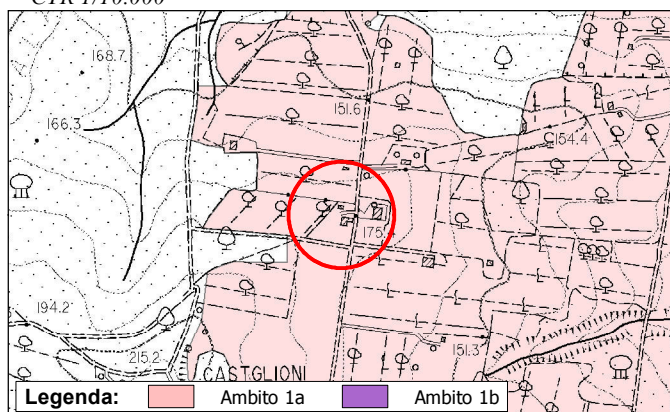 CTR 1/10.000
168.7
151.6
166.3
154.4
175.4
194.2
215.2
151.3
CASTGLIONI
Legenda: Ambito 1a Ambito 1b